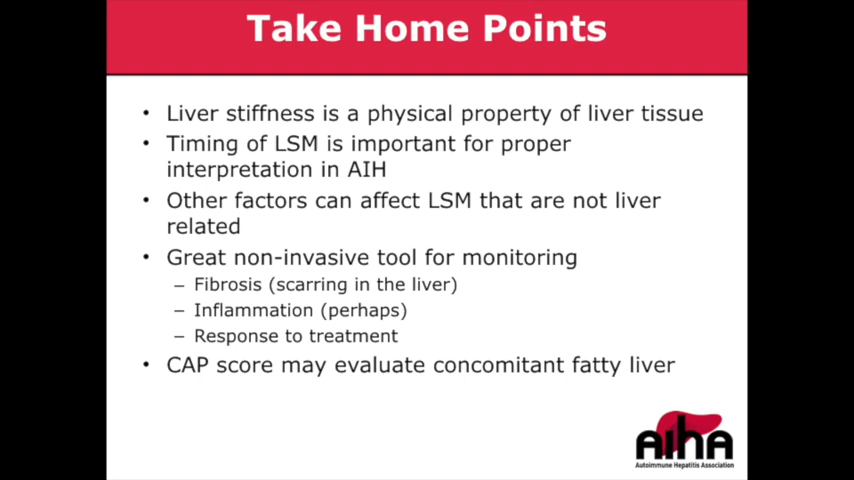 Take Home Points
• Liver stiffness is a physical property of liver tissue
• Timing of LSM is important for proper
interpretation in AIH
• Other factors can affect LSM that are not liver
related
• Great non-invasive tool for monitoring
– Fibrosis (scarring in the liver)
– Inflammation (perhaps)
– Response to treatment
• CAP score may evaluate concomitant fatty liver
AIHA
Autoimmune Hepatitis Association